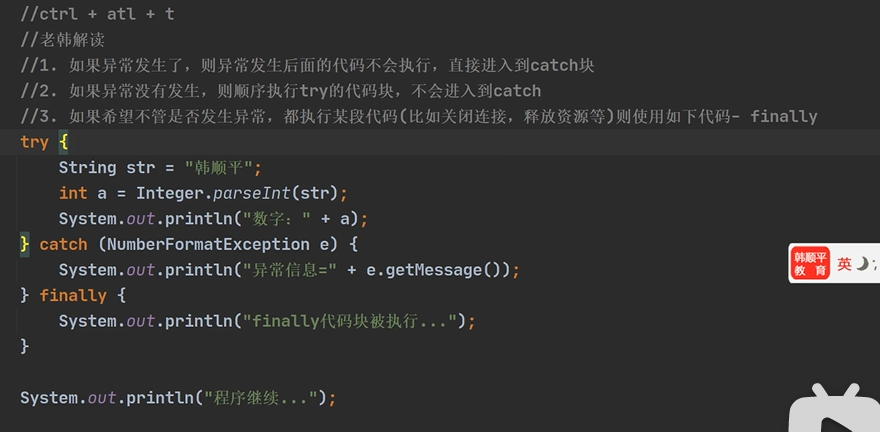 //ctrl + atl + t
//老韩解读
//1. 如果异常发生了，则异常发生后面的代码不会执行，直接进入到catch块
//2. 如果异常没有发生，则顺序执行try的代码块，不会进入到catch
//3. 如果希望不管是否发生异常，都执行某段代码(比如关闭连接，释放资源等)则使用如下代码- finally
try {
    String str = "韩顺平";
    int a = Integer.parseInt(str);
    System.out.println("数字：" + a);
} catch (NumberFormatException e) {
    System.out.println("异常信息=" + e.getMessage());
} finally {
    System.out.println("finally代码块被执行...");
}
System.out.println("程序继续...");
韩顺平
教 育
英 ;